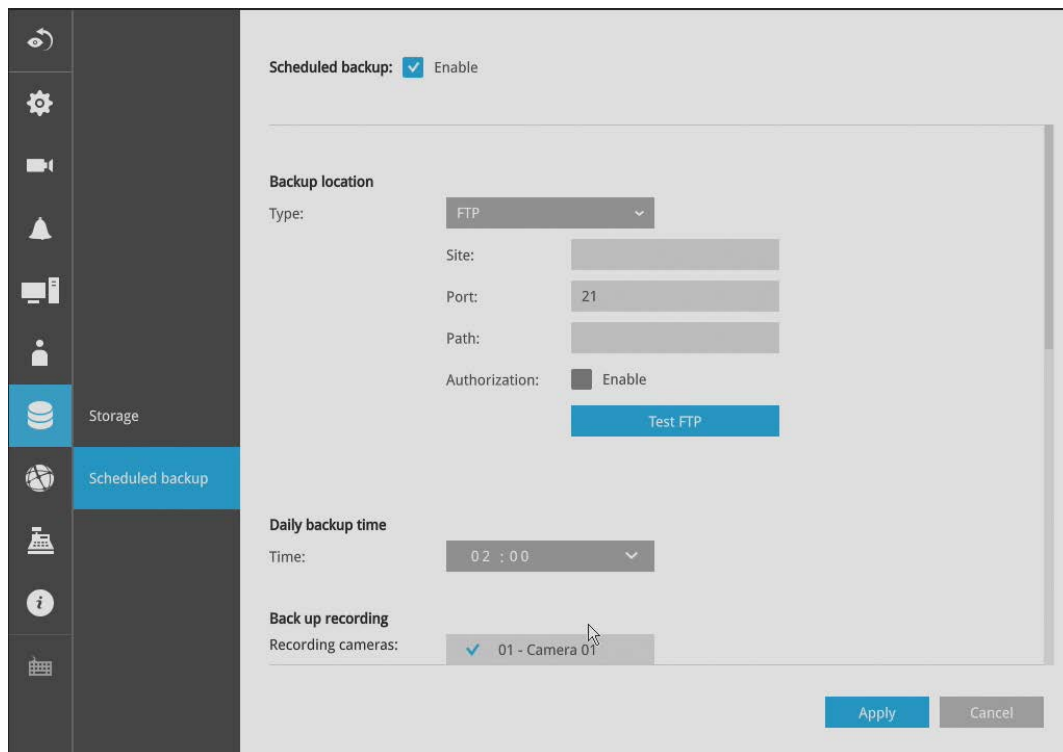 Scheduled backup: Enable
Backup location
Type: FTP
Site:
Port: 21
Path:
Authorization: Enable
Test FTP
Storage
Scheduled backup
Daily backup time
Time: 02 : 00
Back up recording
Recording cameras: 01 - Camera 01
Apply Cancel